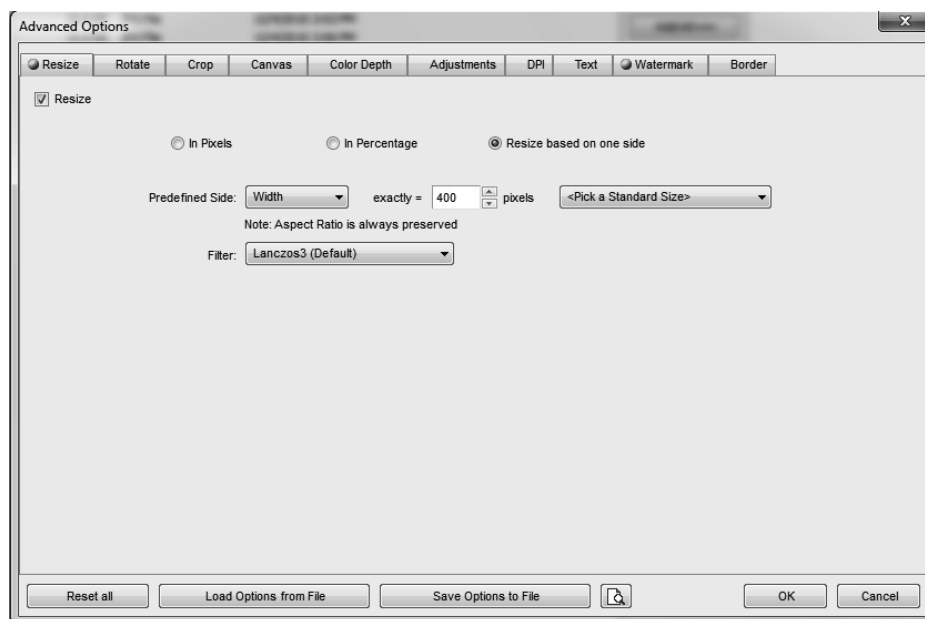 Advanced Options
Resize Rotate Crop Canvas Color Depth Adjustments DPI Text Watermark Border
Resize
In Pixels In Percentage Resize based on one side
Predefined Side: Width exactly = 400 pixels <Pick a Standard Size>
Note: Aspect Ratio is always preserved
Filter: Lanczos3 (Default)
Reset all Load Options from File Save Options to File OK Cancel